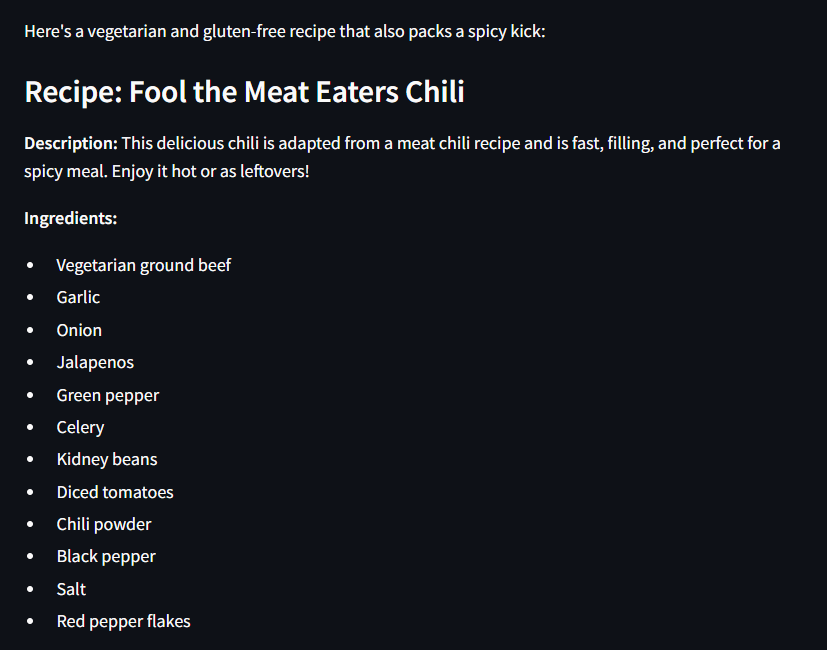 Here's a vegetarian and gluten-free recipe that also packs a spicy kick:
Recipe: Fool the Meat Eaters Chili
Description: This delicious chili is adapted from a meat chili recipe and is fast, filling, and perfect for a
spicy meal. Enjoy it hot or as leftovers!
Ingredients:
• Vegetarian ground beef
• Garlic
• Onion
• Jalapenos
• Green pepper
• Celery
• Kidney beans
• Diced tomatoes
• Chili powder
• Black pepper
• Salt
• Red pepper flakes